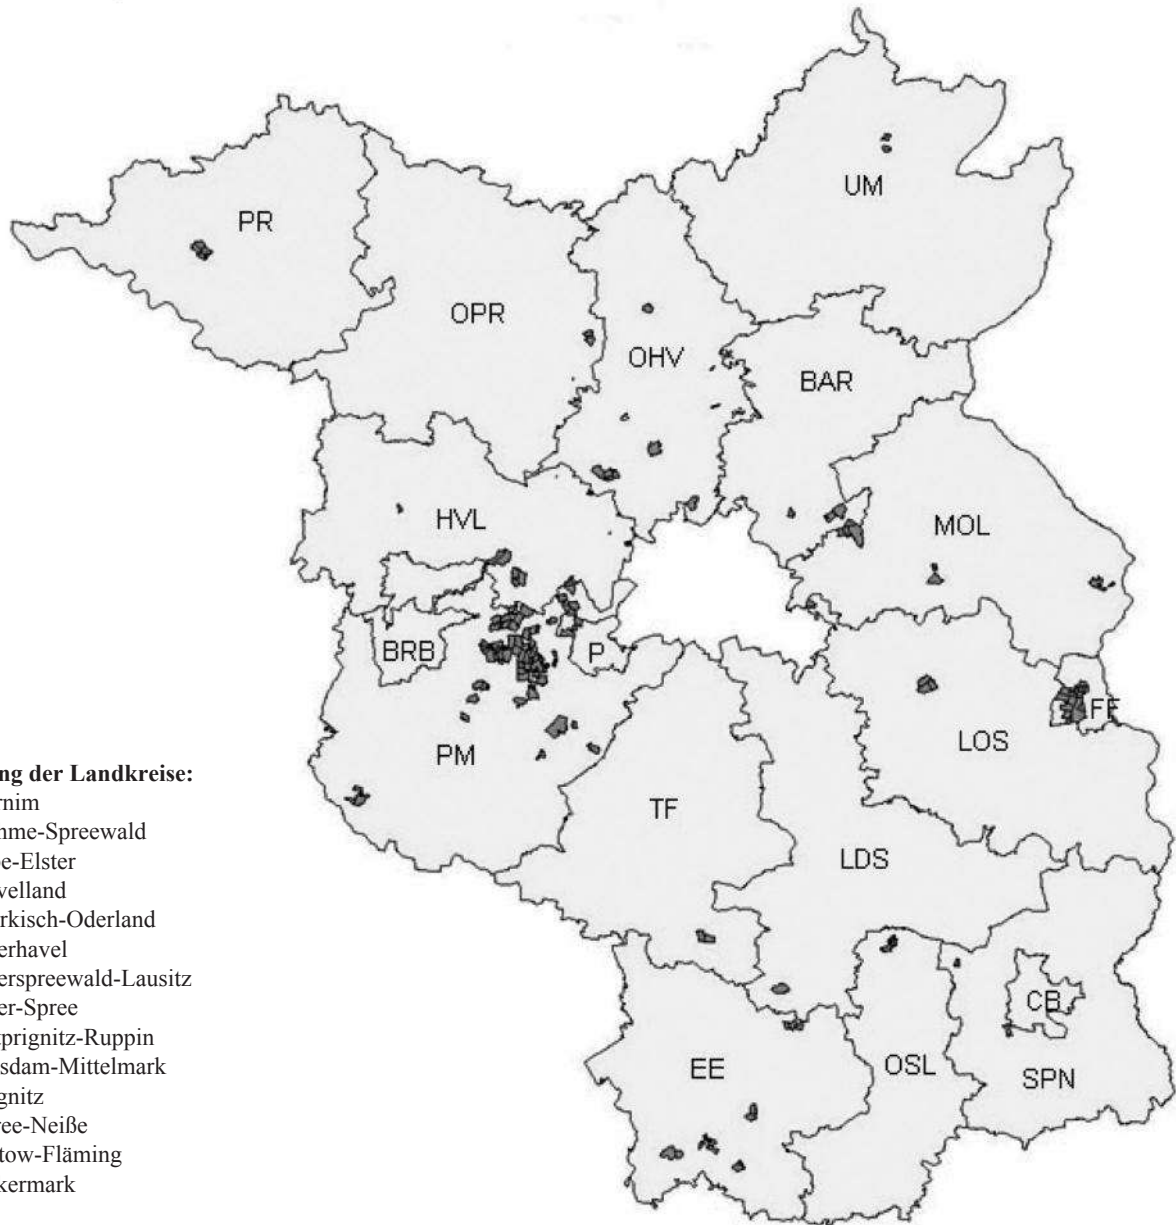 UM
PR
OPR
OHV
BAR
HVL
MOL
BRB
P
FF
PM
LOS
ng der Landkreise:
rnim
hme-Spreewald
e-Elster
velland
rkisch-Oderland
erhavel
erspreewald-Lausitz
er-Spree
tprignitz-Ruppin
sdam-Mittelmark
gnitz
ree-Neiße
tow-Fläming
kermark
TF
LDS
CB
EE
OSL
SPN